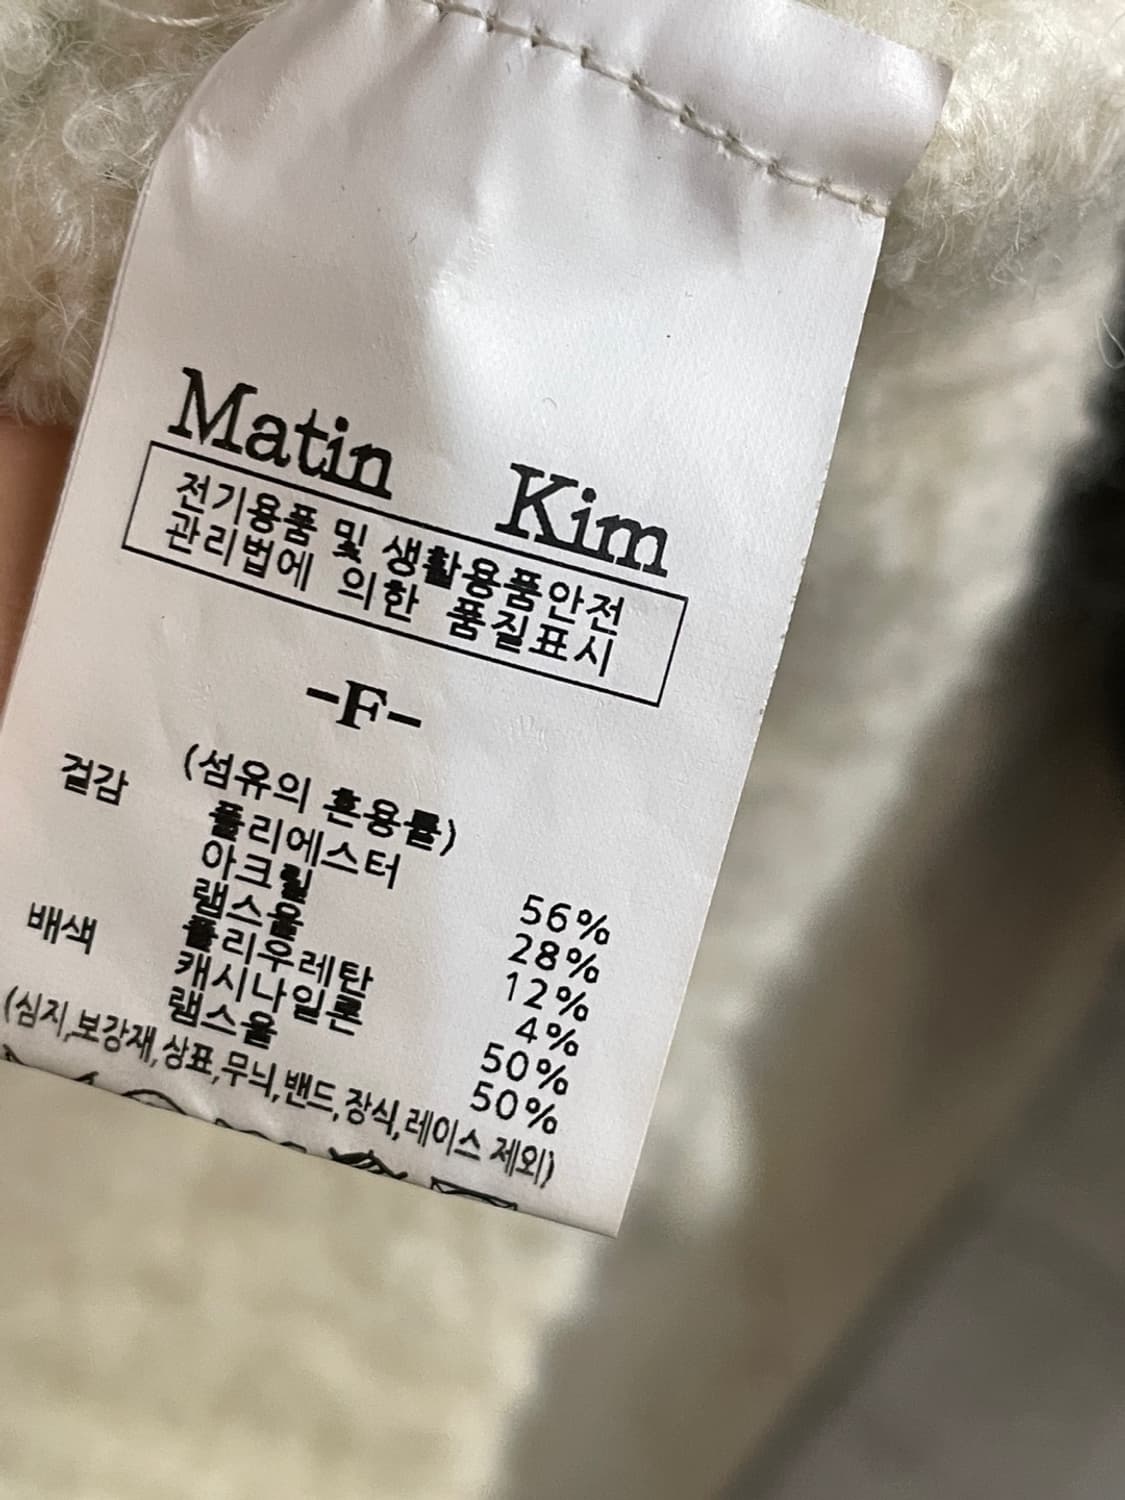 Matin Kim
전기용품 및 생활용품안전
관리법에 의한 품질표시
-F-
(섬유의 혼용률)
겉감 폴리에스터 56%
아크릴 28%
램스울 12%
폴리우레탄 4%
배색 캐시나일론 50%
램스울 50%
(심지,보강재,상표,무늬,밴드,장식,레이스 제외)